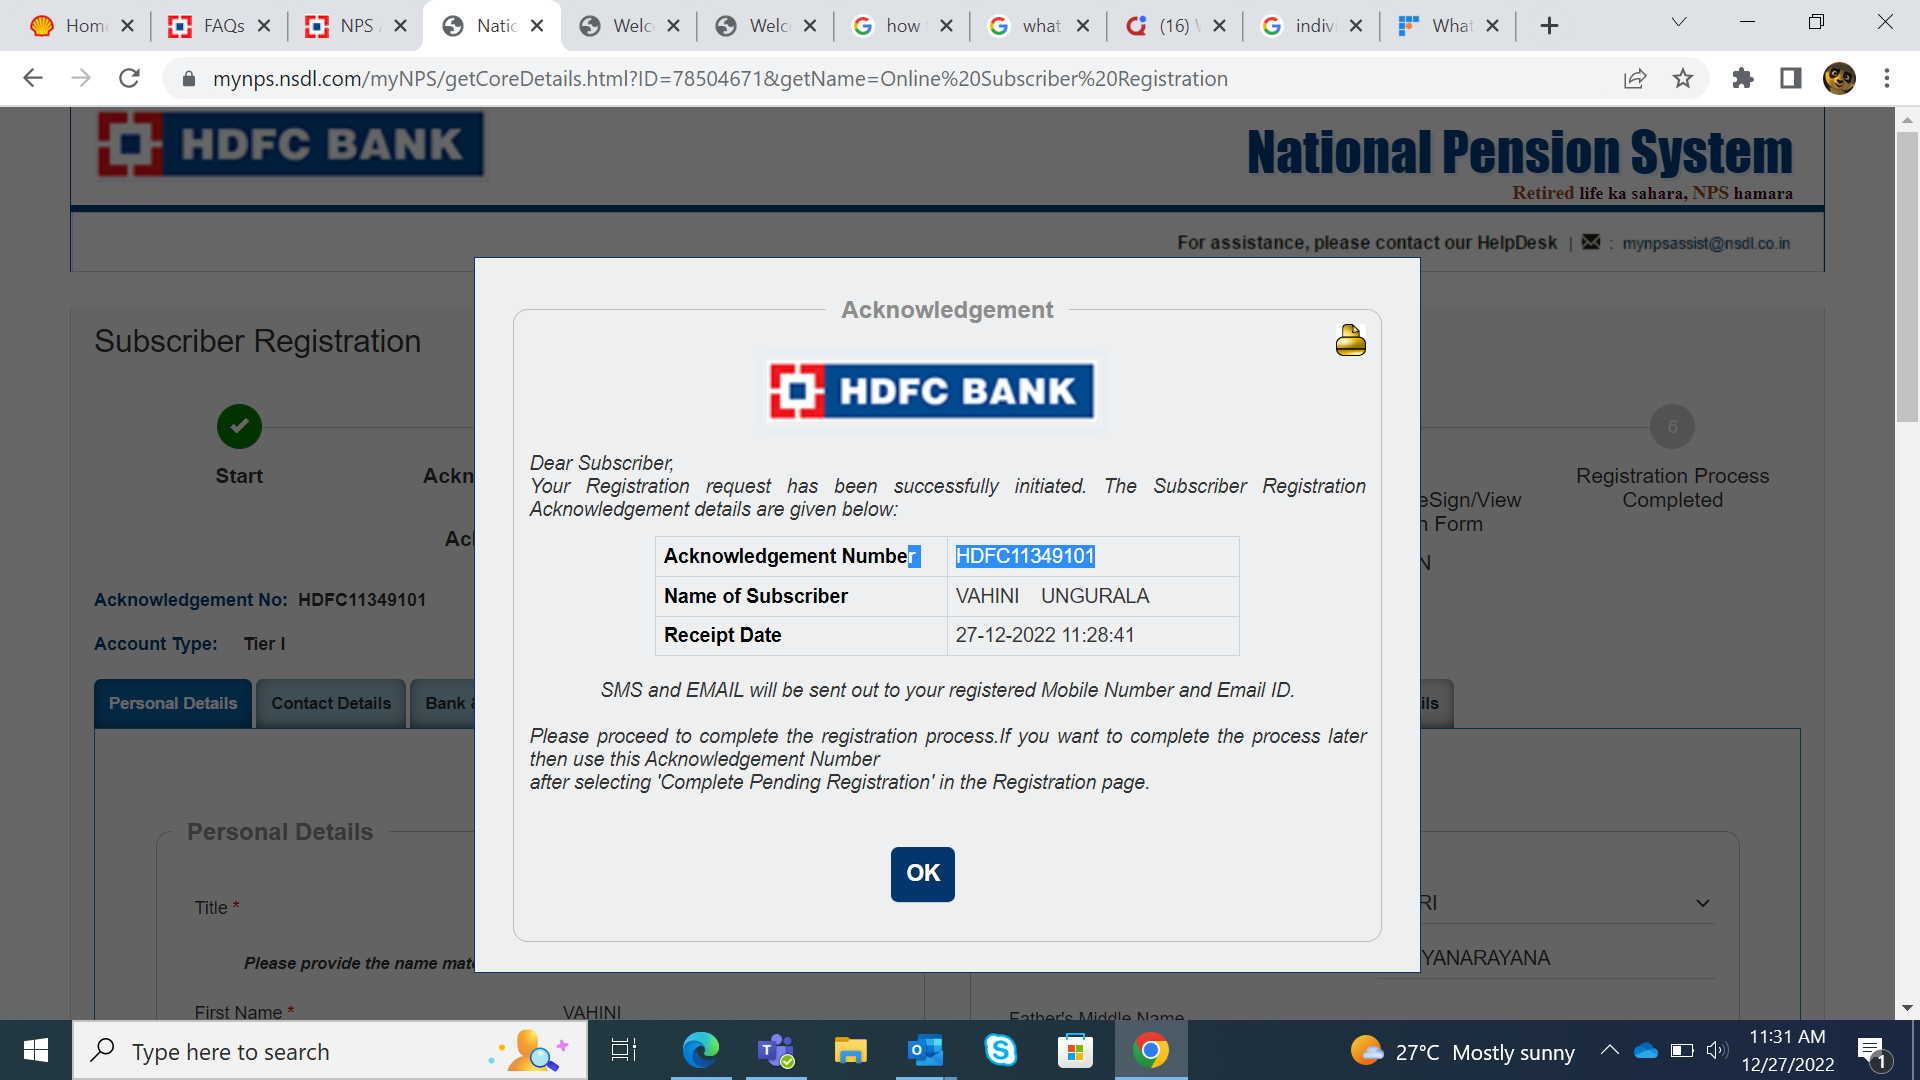 Hom
FAQs
NPS
Natic
Welc
Welc
how
what
(16)
indivi
What
mynps.nsdl.com/myNPS/getCoreDetails.html?ID=78504671&getName=Online%20Subscriber%20Registration
HDFC BANK
National Pension System
Retired life ka sahara, NPS hamara
For assistance, please contact our HelpDesk | : mynpsassist@nsdl.co.in
Subscriber Registration
Start
Ackn
Ack
eSign/View
n Form
N
6
Registration Process
Completed
Acknowledgement No: HDFC11349101
Account Type: Tier I
Personal Details
Contact Details
Bank &
ils
Personal Details
Title *
Please provide the name mat
First Name * VAHINI
RI
YANARAYANA
Father's Middle Name
Acknowledgement
HDFC BANK
Dear Subscriber,
Your Registration request has been successfully initiated. The Subscriber Registration
Acknowledgement details are given below:
Acknowledgement Number HDFC11349101
Name of Subscriber VAHINI UNGURALA
Receipt Date 27-12-2022 11:28:41
SMS and EMAIL will be sent out to your registered Mobile Number and Email ID.
Please proceed to complete the registration process.If you want to complete the process later
then use this Acknowledgement Number
after selecting 'Complete Pending Registration' in the Registration page.
OK
Type here to search
27°C Mostly sunny
11:31 AM
12/27/2022
1